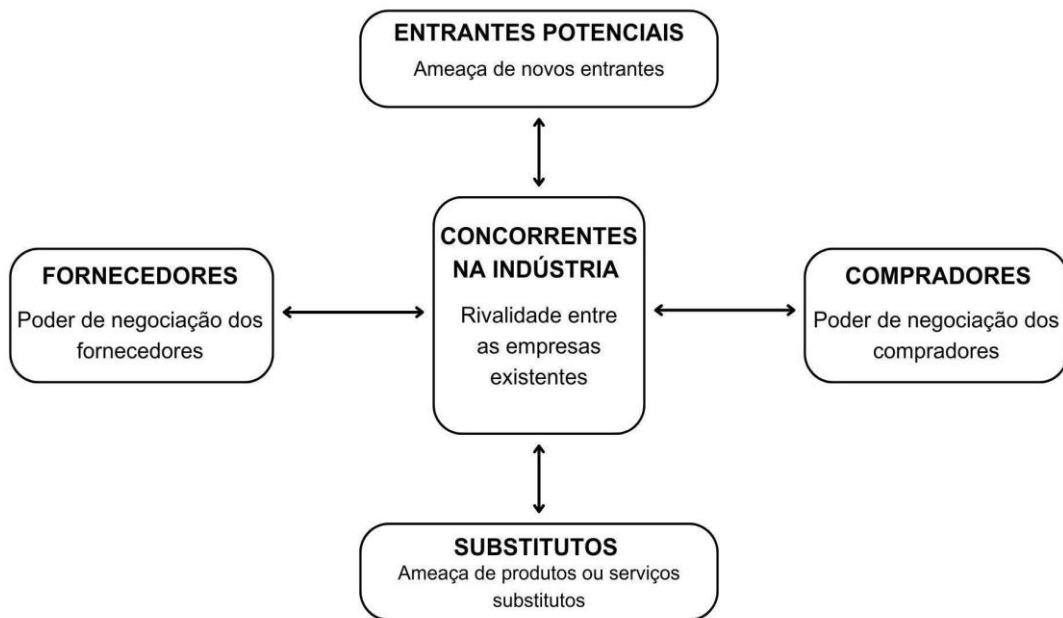 ENTRANTES POTENCIAIS
Ameaça de novos entrantes
CONCORRENTES
NA INDÚSTRIA
Rivalidade entre
as empresas
existentes
FORNECEDORES
Poder de negociação dos
fornecedores
COMPRADORES
Poder de negociação dos
compradores
SUBSTITUTOS
Ameaça de produtos ou serviços
substitutos